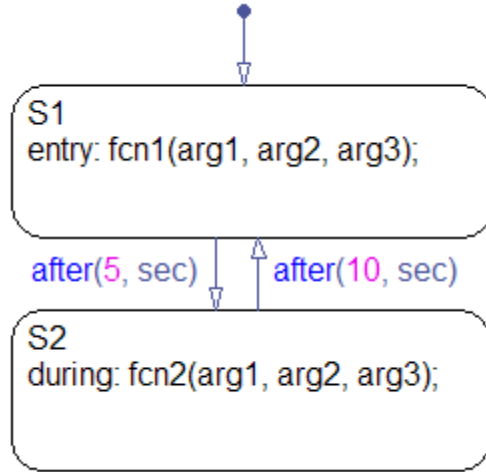 S1
entry: fcn1(arg1, arg2, arg3);
after(5, sec) after(10, sec)
S2
during: fcn2(arg1, arg2, arg3);